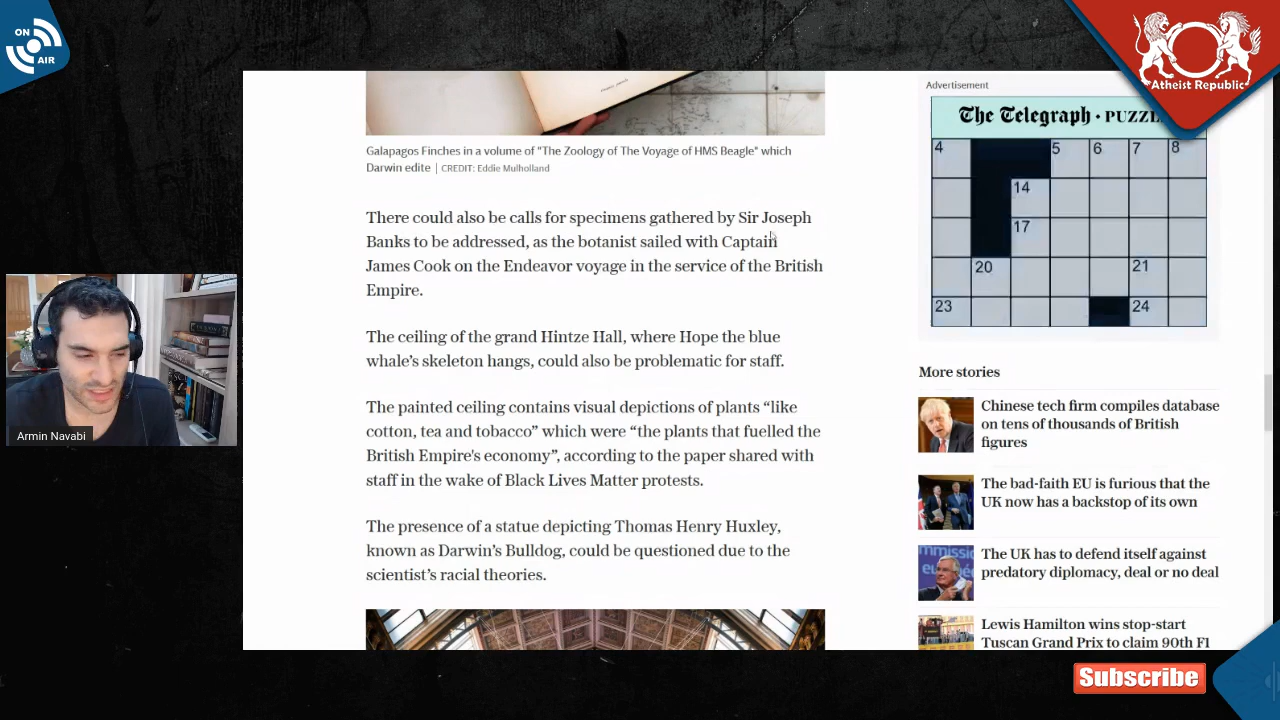 ON
AIR
Atheist Republic
Armin Navabi
Galapagos Finches in a volume of "The Zoology of The Voyage of HMS Beagle" which
Darwin edite | CREDIT: Eddie Mulholland
There could also be calls for specimens gathered by Sir Joseph
Banks to be addressed, as the botanist sailed with Captain
James Cook on the Endeavor voyage in the service of the British
Empire.
The ceiling of the grand Hintze Hall, where Hope the blue
whale’s skeleton hangs, could also be problematic for staff.
The painted ceiling contains visual depictions of plants “like
cotton, tea and tobacco” which were “the plants that fuelled the
British Empire's economy”, according to the paper shared with
staff in the wake of Black Lives Matter protests.
The presence of a statue depicting Thomas Henry Huxley,
known as Darwin’s Bulldog, could be questioned due to the
scientist’s racial theories.
Advertisement
The Telegraph • PUZZL
4 5 6 7 8
14
17
20 21
23 24
More stories
Chinese tech firm compiles database
on tens of thousands of British
figures
The bad-faith EU is furious that the
UK now has a backstop of its own
The UK has to defend itself against
predatory diplomacy, deal or no deal
Lewis Hamilton wins stop-start
Tuscan Grand Prix to claim 90th F1
Subscribe